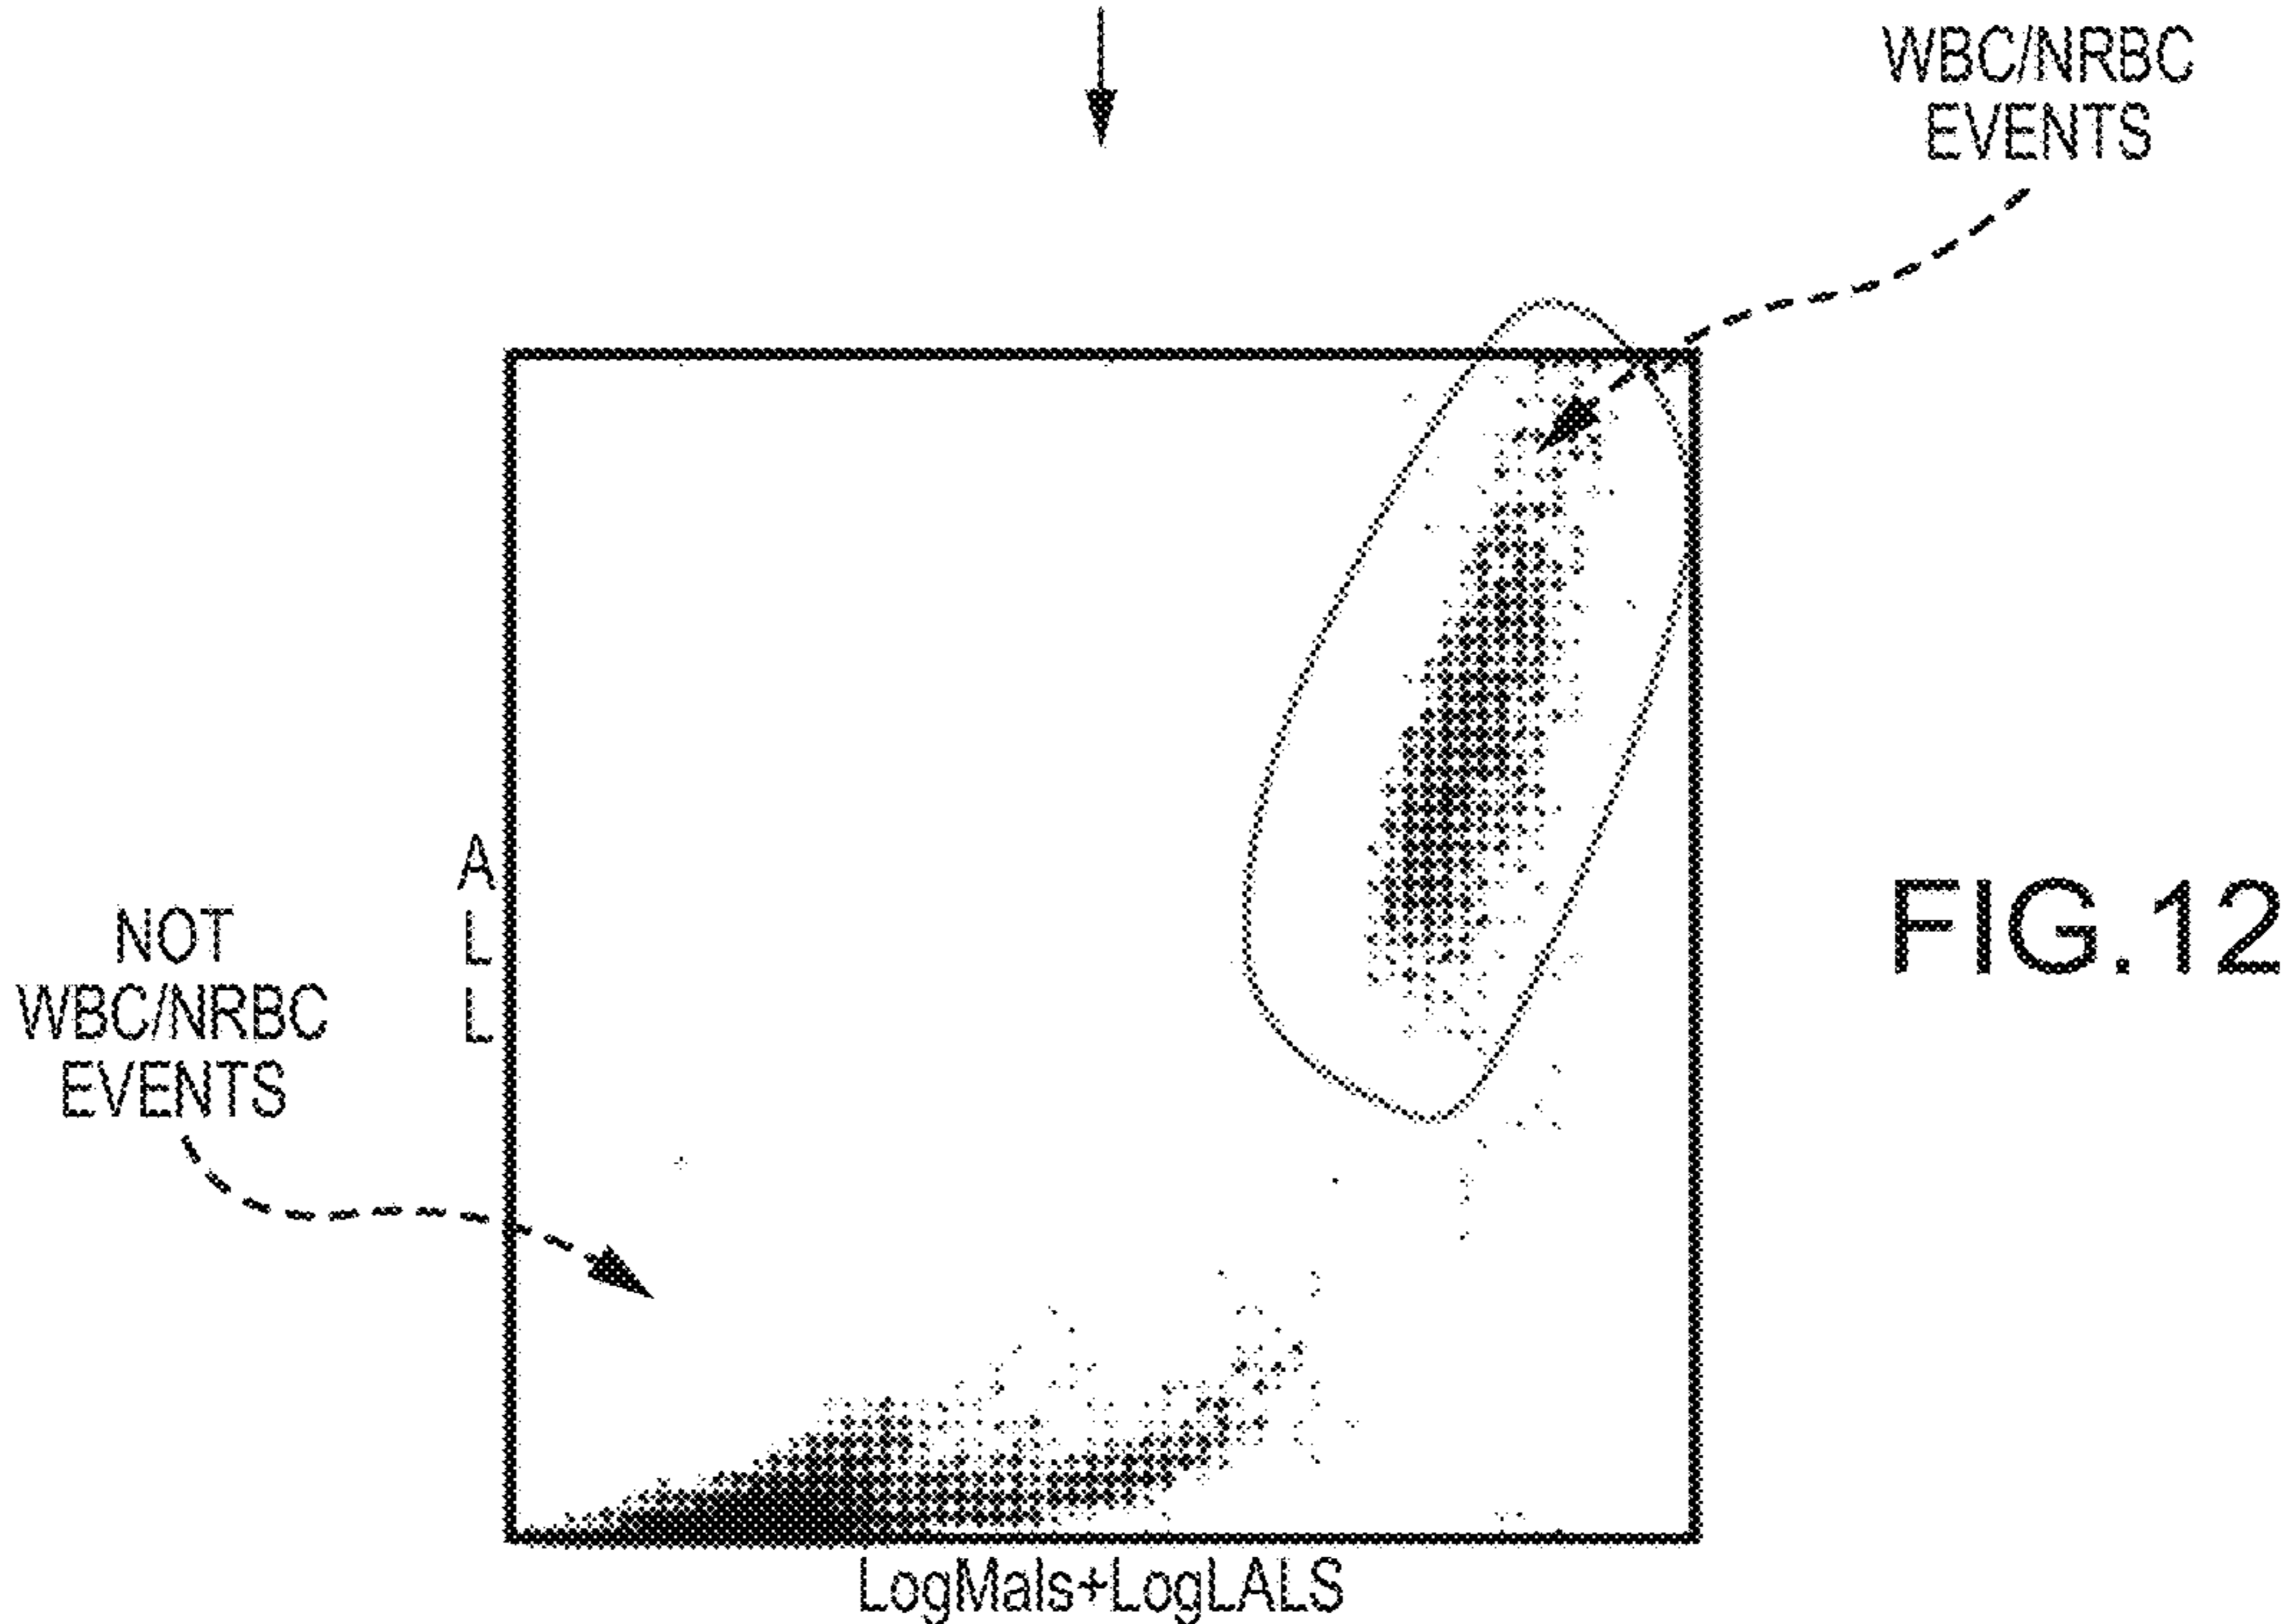 WBC/NRBC
EVENTS
A
L
L
NOT
WBC/NRBC
EVENTS
FIG.12
LogMals+LogLALS